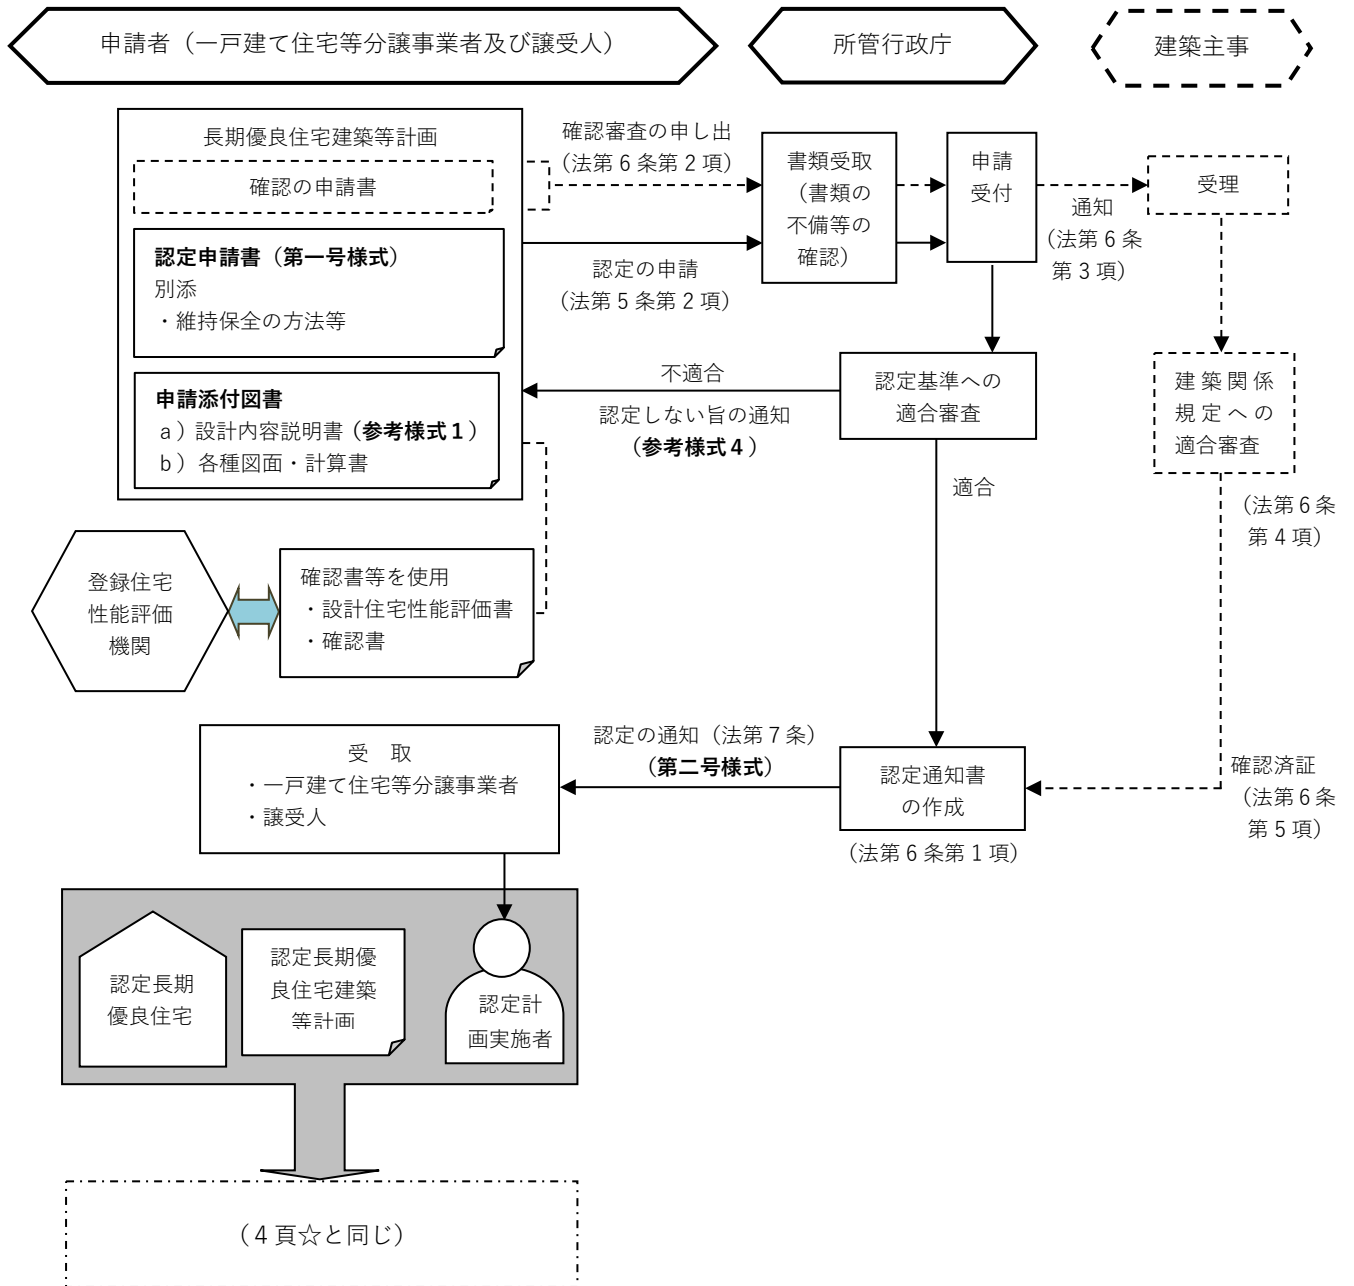 申請者（一戸建て住宅等分譲事業者及び譲受人）
所管行政庁
建築主事
長期優良住宅建築等計画
確認の申請書
認定申請書（第一号様式）
別添
・維持保全の方法等
申請添付図書
ａ）設計内容説明書（参考様式１）
ｂ）各種図面・計算書
確認審査の申し出
（法第６条第２項）
認定の申請
（法第５条第２項）
書類受取
（書類の
不備等の
確認）
申請
受付
通知
（法第６条
第３項）
受理
不適合
認定しない旨の通知
（参考様式４）
認定基準への
適合審査
建築関係
規定への
適合審査
適合
（法第６条
第４項）
登録住宅
性能評価
機関
確認書等を使用
・設計住宅性能評価書
・確認書
受　取
・一戸建て住宅等分譲事業者
・譲受人
認定の通知（法第７条）
（第二号様式）
認定通知書
の作成
（法第６条第１項）
確認済証
（法第６条
第５項）
認定長期
優良住宅
認定長期優
良住宅建築
等計画
認定計
画実施者
（４頁☆と同じ）